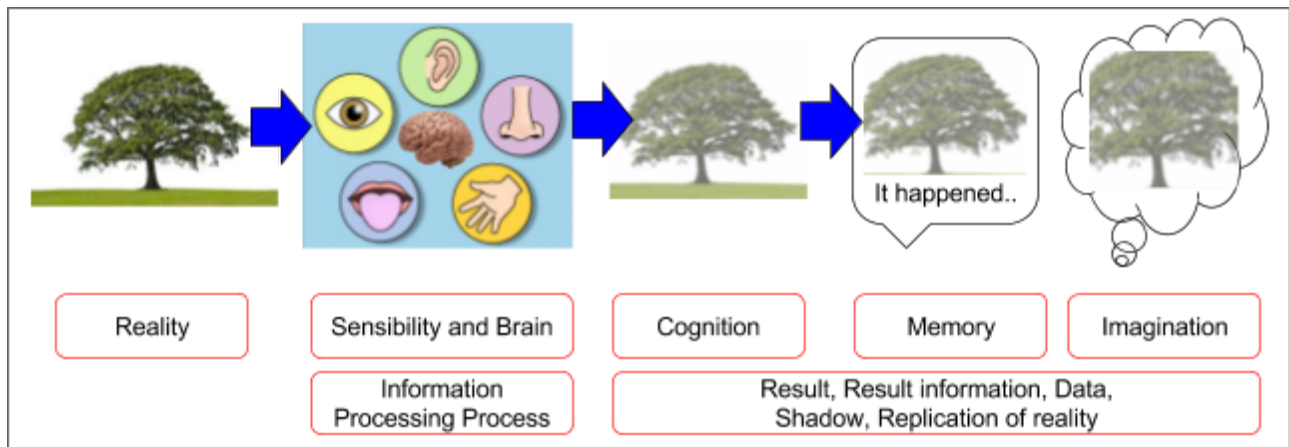 It happened..
Reality
Sensibility and Brain
Cognition
Memory
Imagination
Information
Processing Process
Result, Result information, Data,
Shadow, Replication of reality